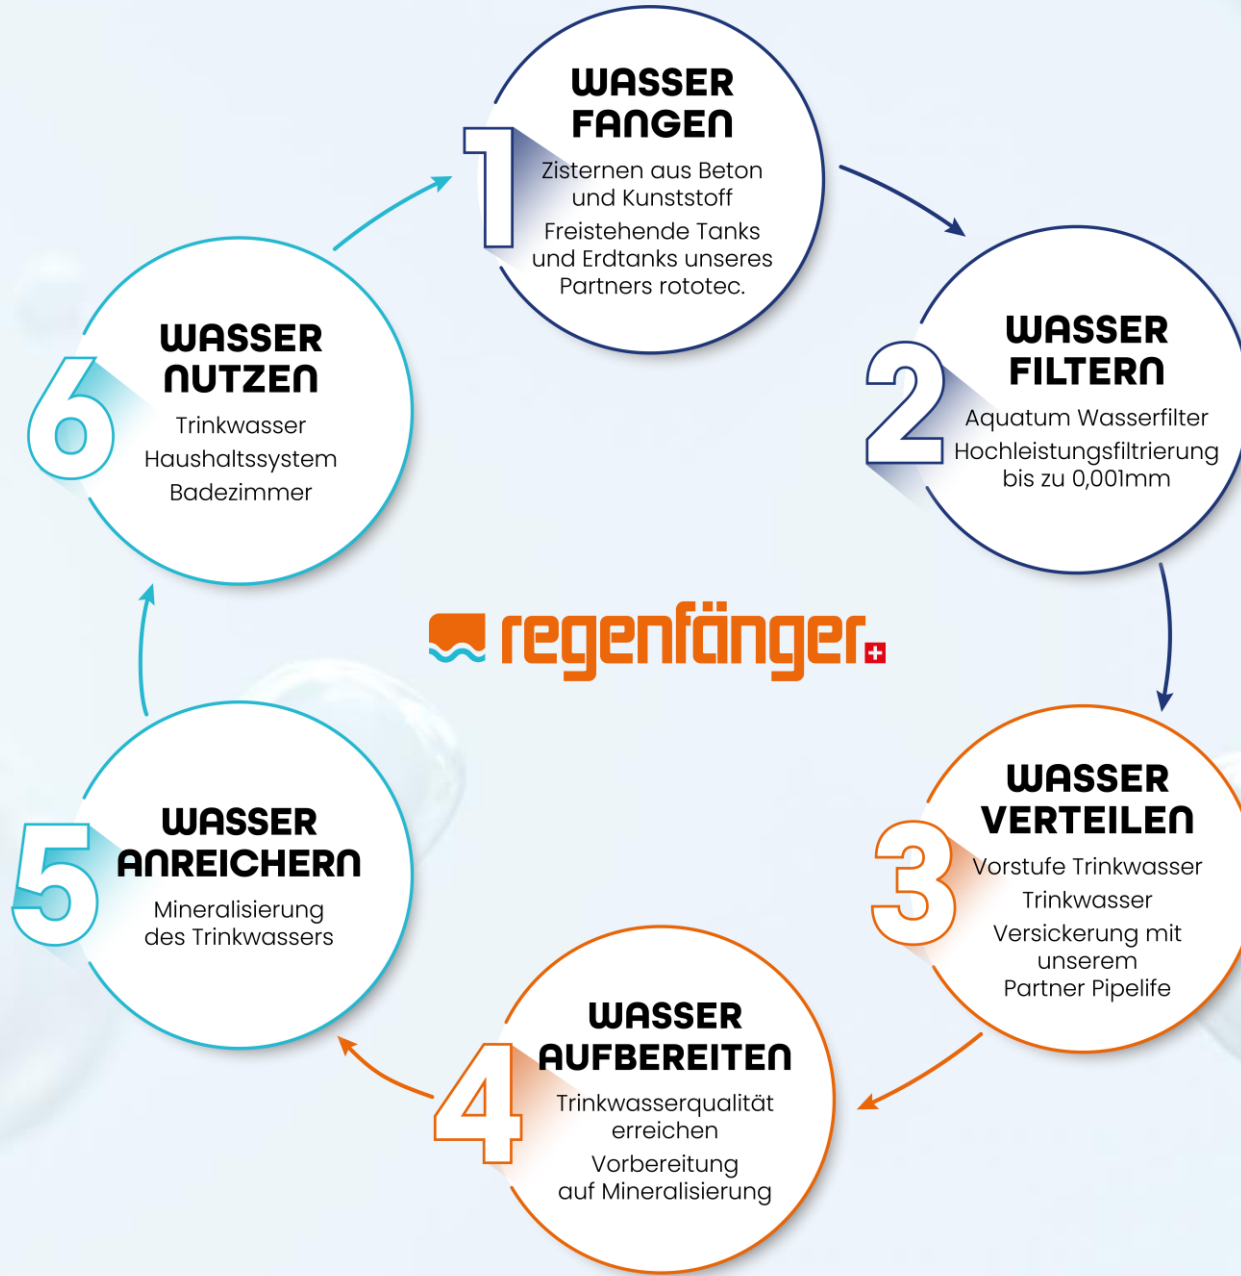 1
WASSER
FANGEN
Zisternen aus Beton
und Kunststoff
Freistehende Tanks
und Erdtanks unseres
Partners rototec.
2
WASSER
FILTERN
Aquatum Wasserfilter
Hochleistungsfiltrierung
bis zu 0,001mm
3
WASSER
VERTEILEN
Vorstufe Trinkwasser
Trinkwasser
Versickerung mit
unserem
Partner Pipelife
4
WASSER
AUFBEREITEN
Trinkwasserqualität
erreichen
Vorbereitung
auf Mineralisierung
5
WASSER
ANREICHERN
Mineralisierung
des Trinkwassers
6
WASSER
NUTZEN
Trinkwasser
Haushaltssystem
Badezimmer
regenfänger